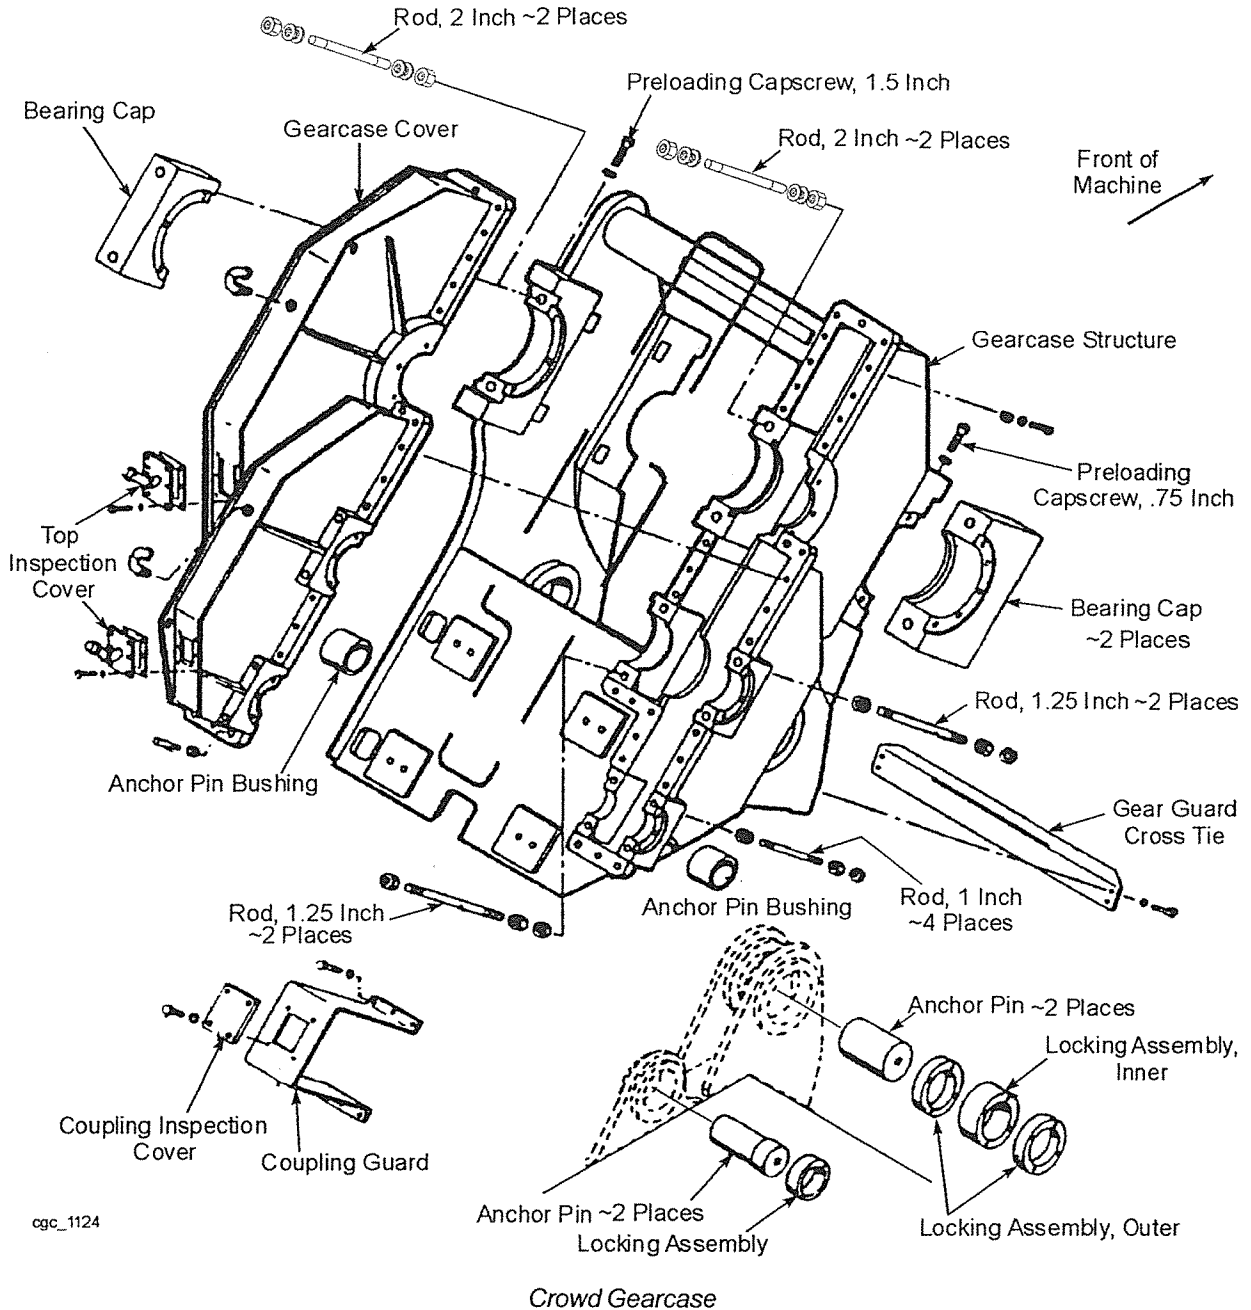 Rod, 2 Inch ~2 Places
Preloading Capscrew, 1.5 Inch
Bearing Cap
Gearcase Cover
Rod, 2 Inch ~2 Places
Front of
Machine
Gearcase Structure
Preloading
Capscrew, .75 Inch
Top
Inspection
Cover
Bearing Cap
~2 Places
Rod, 1.25 Inch ~2 Places
Anchor Pin Bushing
Gear Guard
Cross Tie
Rod, 1.25 Inch
~2 Places
Anchor Pin Bushing
Rod, 1 Inch
~4 Places
Anchor Pin ~2 Places
Locking Assembly,
Inner
Coupling Inspection
Cover
Coupling Guard
Anchor Pin ~2 Places
Locking Assembly
Locking Assembly, Outer
cgc_1124
Crowd Gearcase